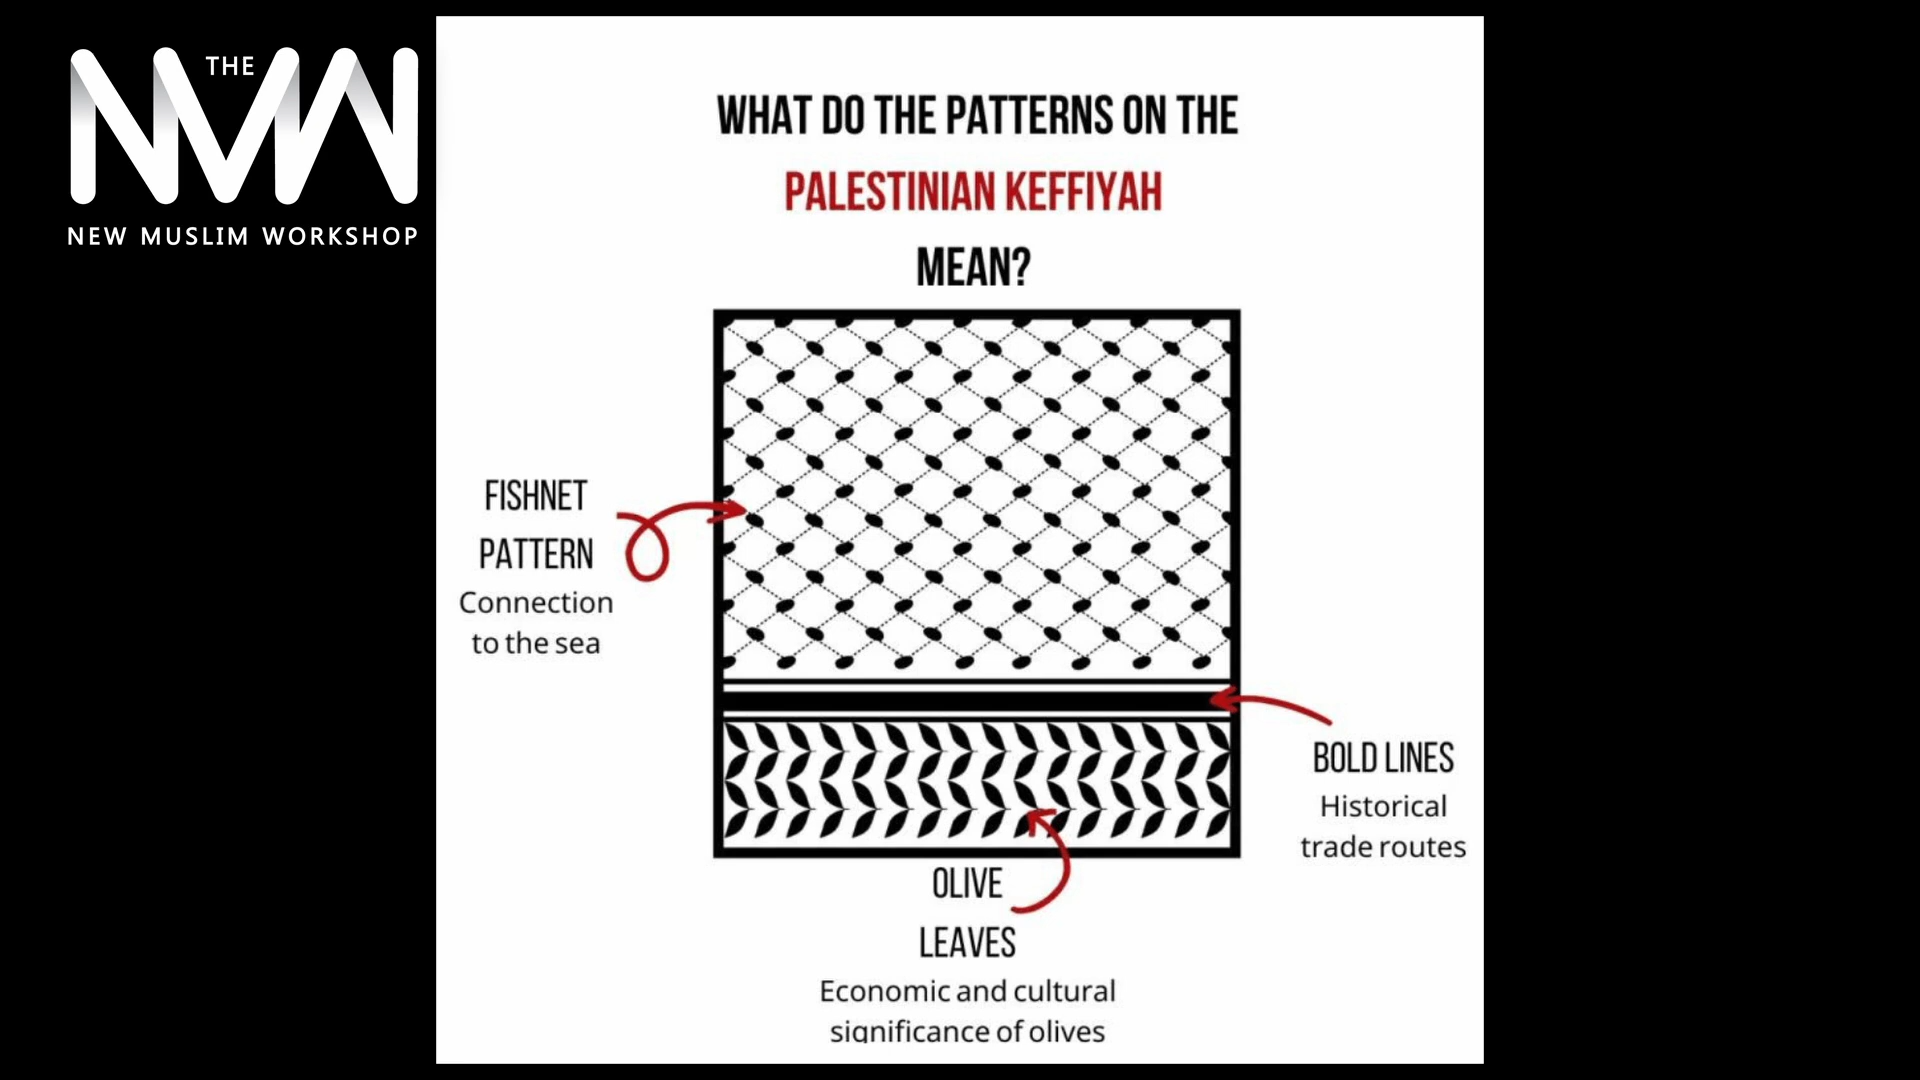 THE
NMW
NEW MUSLIM WORKSHOP
WHAT DO THE PATTERNS ON THE
PALESTINIAN KEFFIYAH
MEAN?
FISHNET
PATTERN
Connection
to the sea
BOLD LINES
Historical
trade routes
OLIVE
LEAVES
Economic and cultural
significance of olives